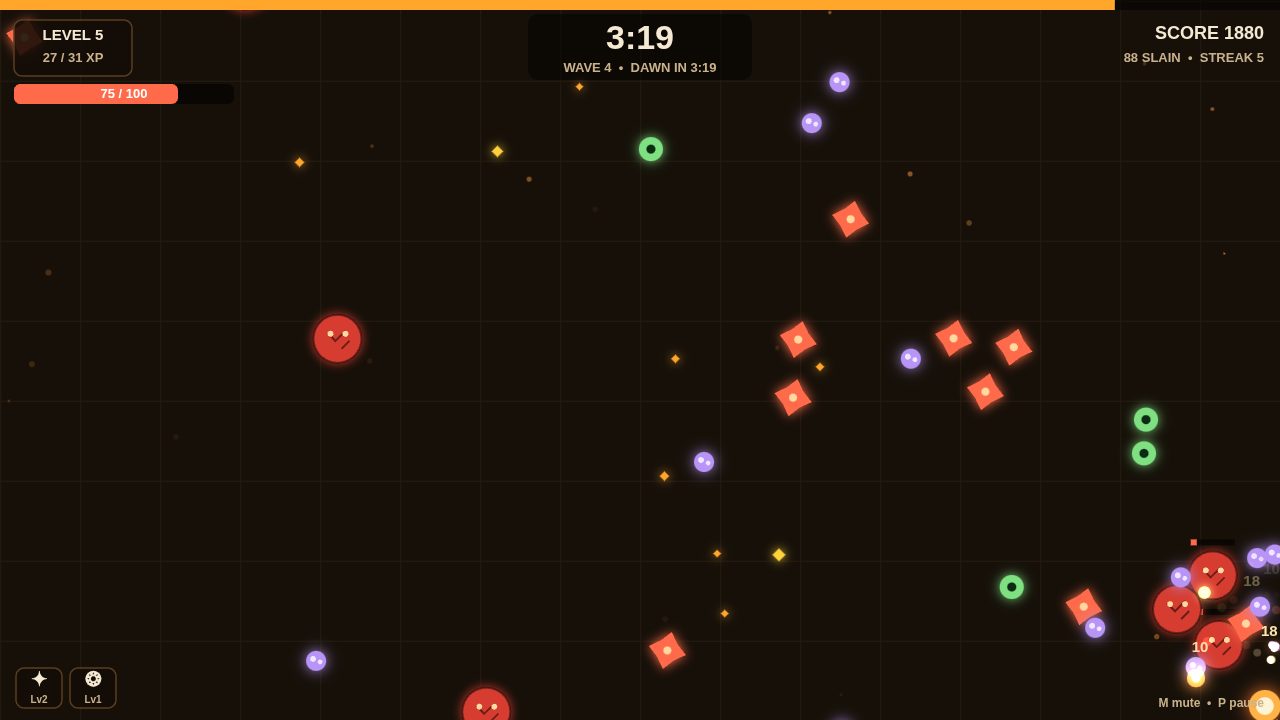 LEVEL 5
27 / 31 XP
75 / 100
3:19
WAVE 4 • DAWN IN 3:19
SCORE 1880
88 SLAIN • STREAK 5
18
18
10
Lv2
Lv1
M mute • P pause